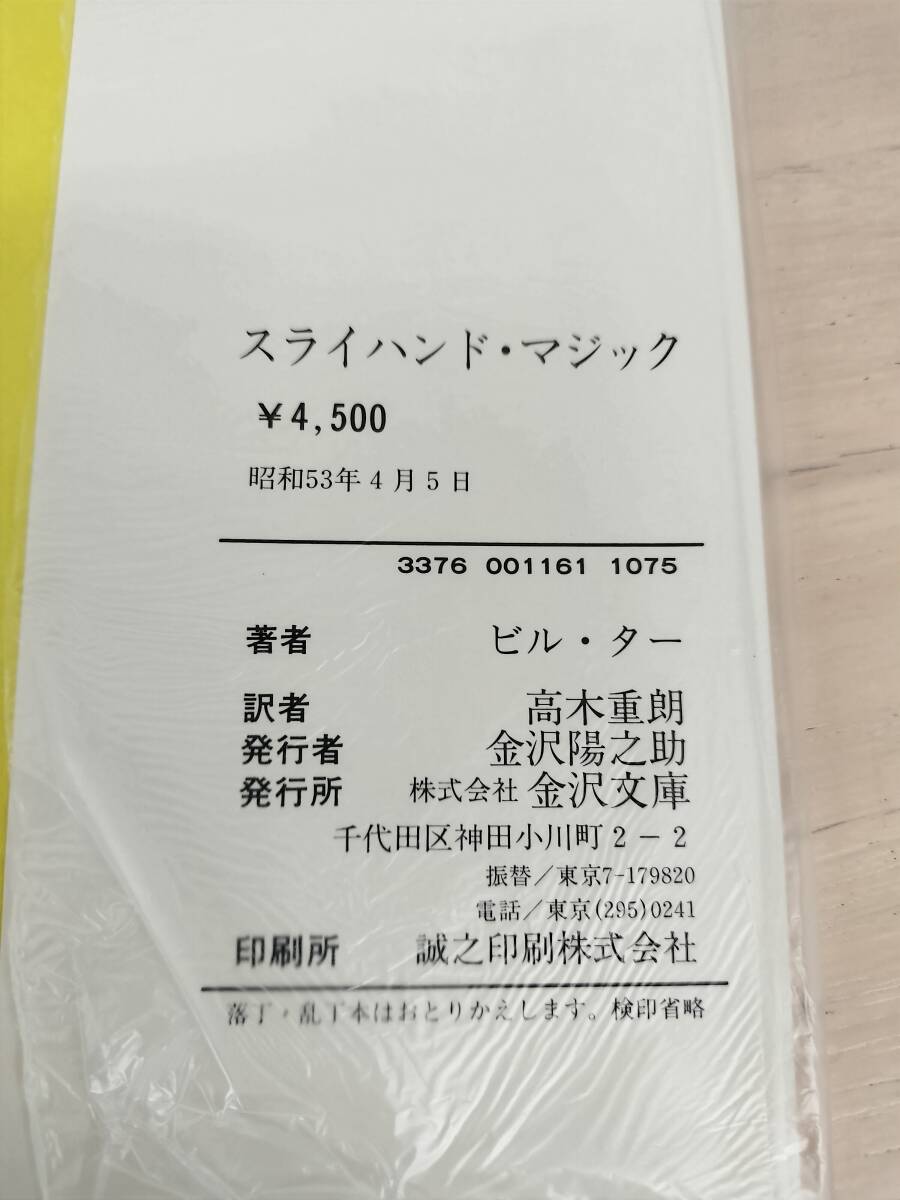 スライハンド・マジック
￥4,500
昭和53年4月5日
3376 001161 1075
著者 ビル・ター
訳者 高木重朗
発行者 金沢陽之助
発行所 株式会社 金沢文庫
千代田区神田小川町2－2
振替／東京7-179820
電話／東京(295)0241
印刷所 誠之印刷株式会社
落丁・乱丁本はおとりかえします。検印省略